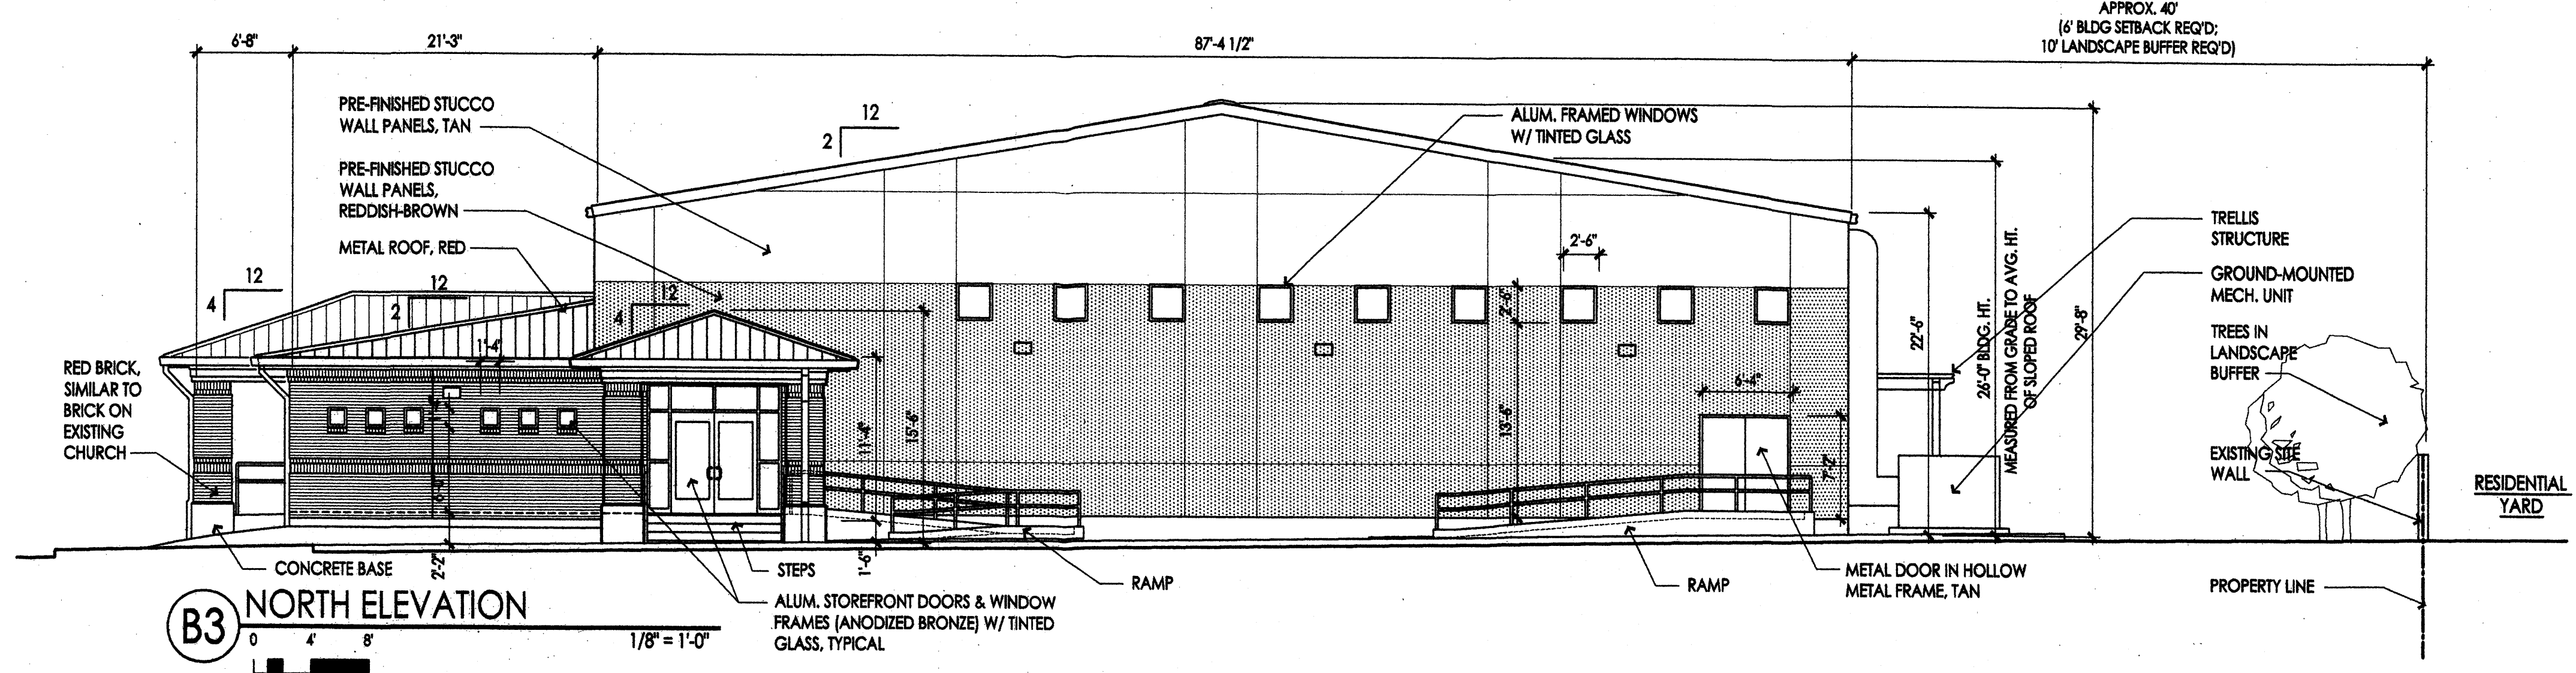 APPROX. 40'
(6' BLDG SETBACK REQ'D;
10' LANDSCAPE BUFFER REQ'D)
6'-8"
21'-3"
87'-4 1/2"
PRE-FINISHED STUCCO
WALL PANELS, TAN
12
2
ALUM. FRAMED WINDOWS
W/ TINTED GLASS
PRE-FINISHED STUCCO
WALL PANELS,
REDDISH-BROWN
METAL ROOF, RED
12
4
12
2
12
4
2'-6"
2'-6"
TRELLIS
STRUCTURE
GROUND-MOUNTED
MECH. UNIT
TREES IN
LANDSCAPE
BUFFER
EXISTING SITE
WALL
RESIDENTIAL
YARD
22'-6"
26'-0" BLDG. HT.
MEASURED FROM GRADE TO AVG. HT.
OF SLOPED ROOF
29'-8"
1'-4"
RED BRICK,
SIMILAR TO
BRICK ON
EXISTING
CHURCH
6'-0"
11'-4"
15'-6"
13'-6"
6'-4"
7'-2"
CONCRETE BASE
2'-2"
STEPS
1'-6"
RAMP
RAMP
METAL DOOR IN HOLLOW
METAL FRAME, TAN
PROPERTY LINE
ALUM. STOREFRONT DOORS & WINDOW
FRAMES (ANODIZED BRONZE) W/ TINTED
GLASS, TYPICAL
B3
NORTH ELEVATION
0 4' 8'
1/8" = 1'-0"